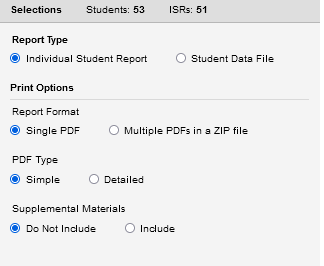 Selections Students: 53 ISRs: 51
Report Type
Individual Student Report Student Data File
Print Options
Report Format
Single PDF Multiple PDFs in a ZIP file
PDF Type
Simple Detailed
Supplemental Materials
Do Not Include Include